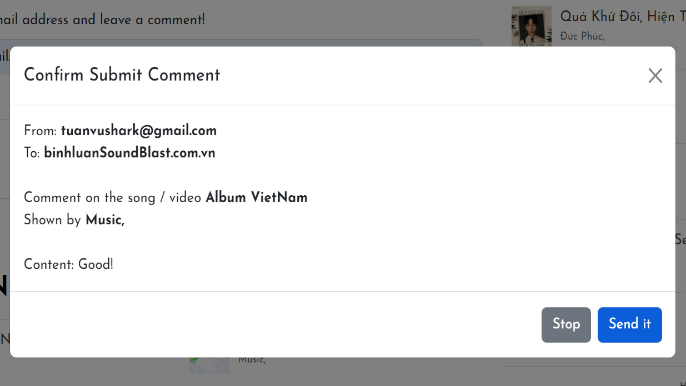 mail address and leave a comment!
Quá Khứ Đôi, Hiện T
Đức Phúc,
Confirm Submit Comment
From: tuanvushark@gmail.com
To: binhluanSoundBlast.com.vn
Comment on the song / video Album VietNam
Shown by Music,
Content: Good!
Stop
Send it
Music,